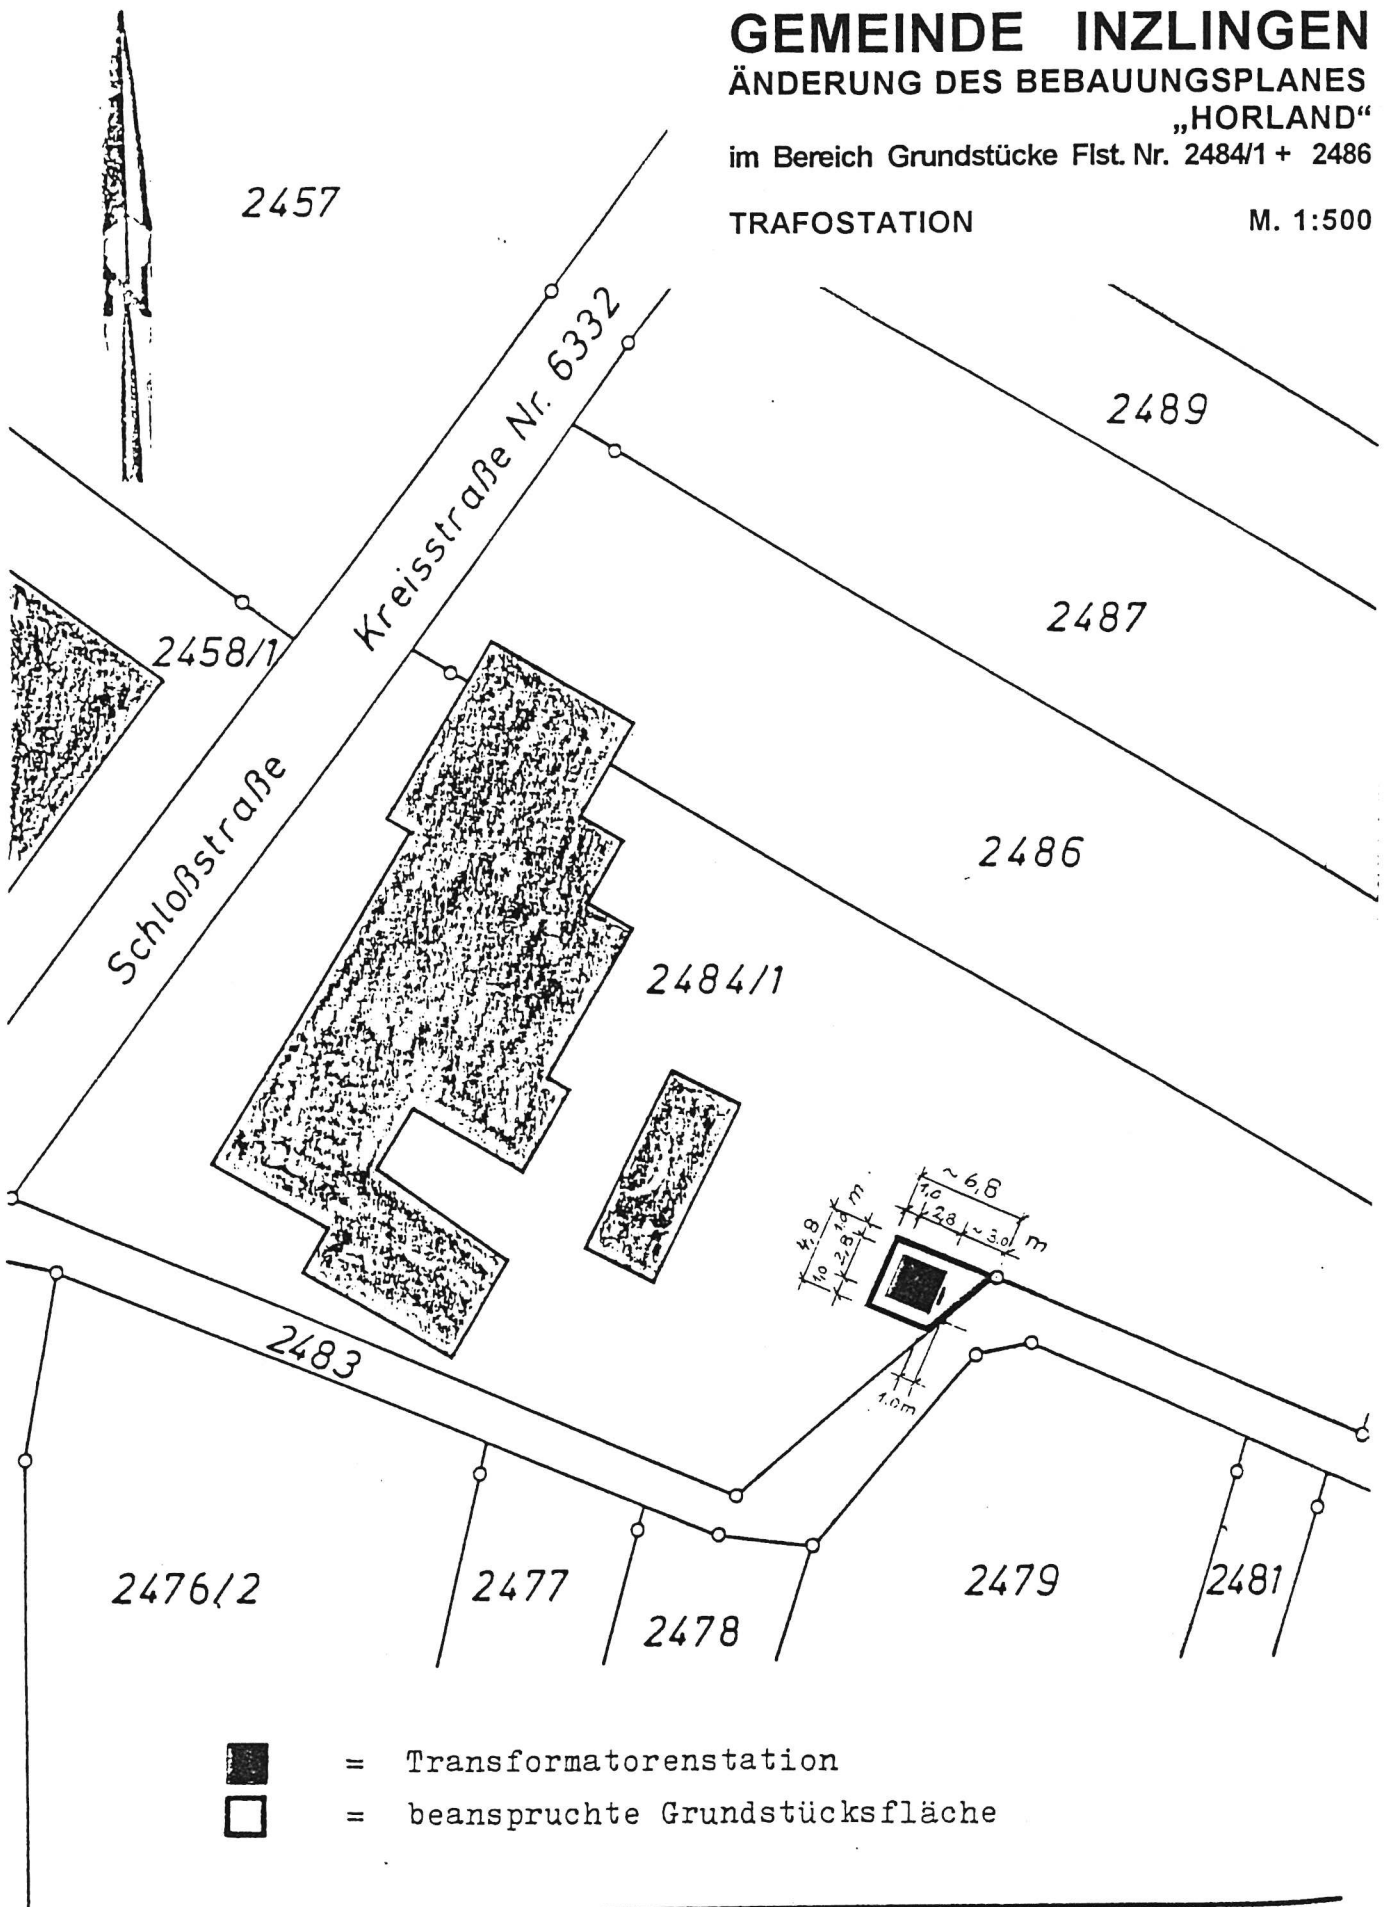 GEMEINDE INZLINGEN
ÄNDERUNG DES BEBAUUNGSPLANES
„HORLAND“
im Bereich Grundstücke Flst. Nr. 2484/1 + 2486
TRAFOSTATION M. 1:500
2457
Kreisstraße Nr. 6332
2489
2487
2458/1
Schloßstraße
2486
2484/1
~ 6,8
1,0
2,8
~ 3.0
m
4,8
m
1,0
2,8
1,0
1.0m
2483
2476/2
2477
2478
2479
2481
= Transformatorenstation
= beanspruchte Grundstücksfläche